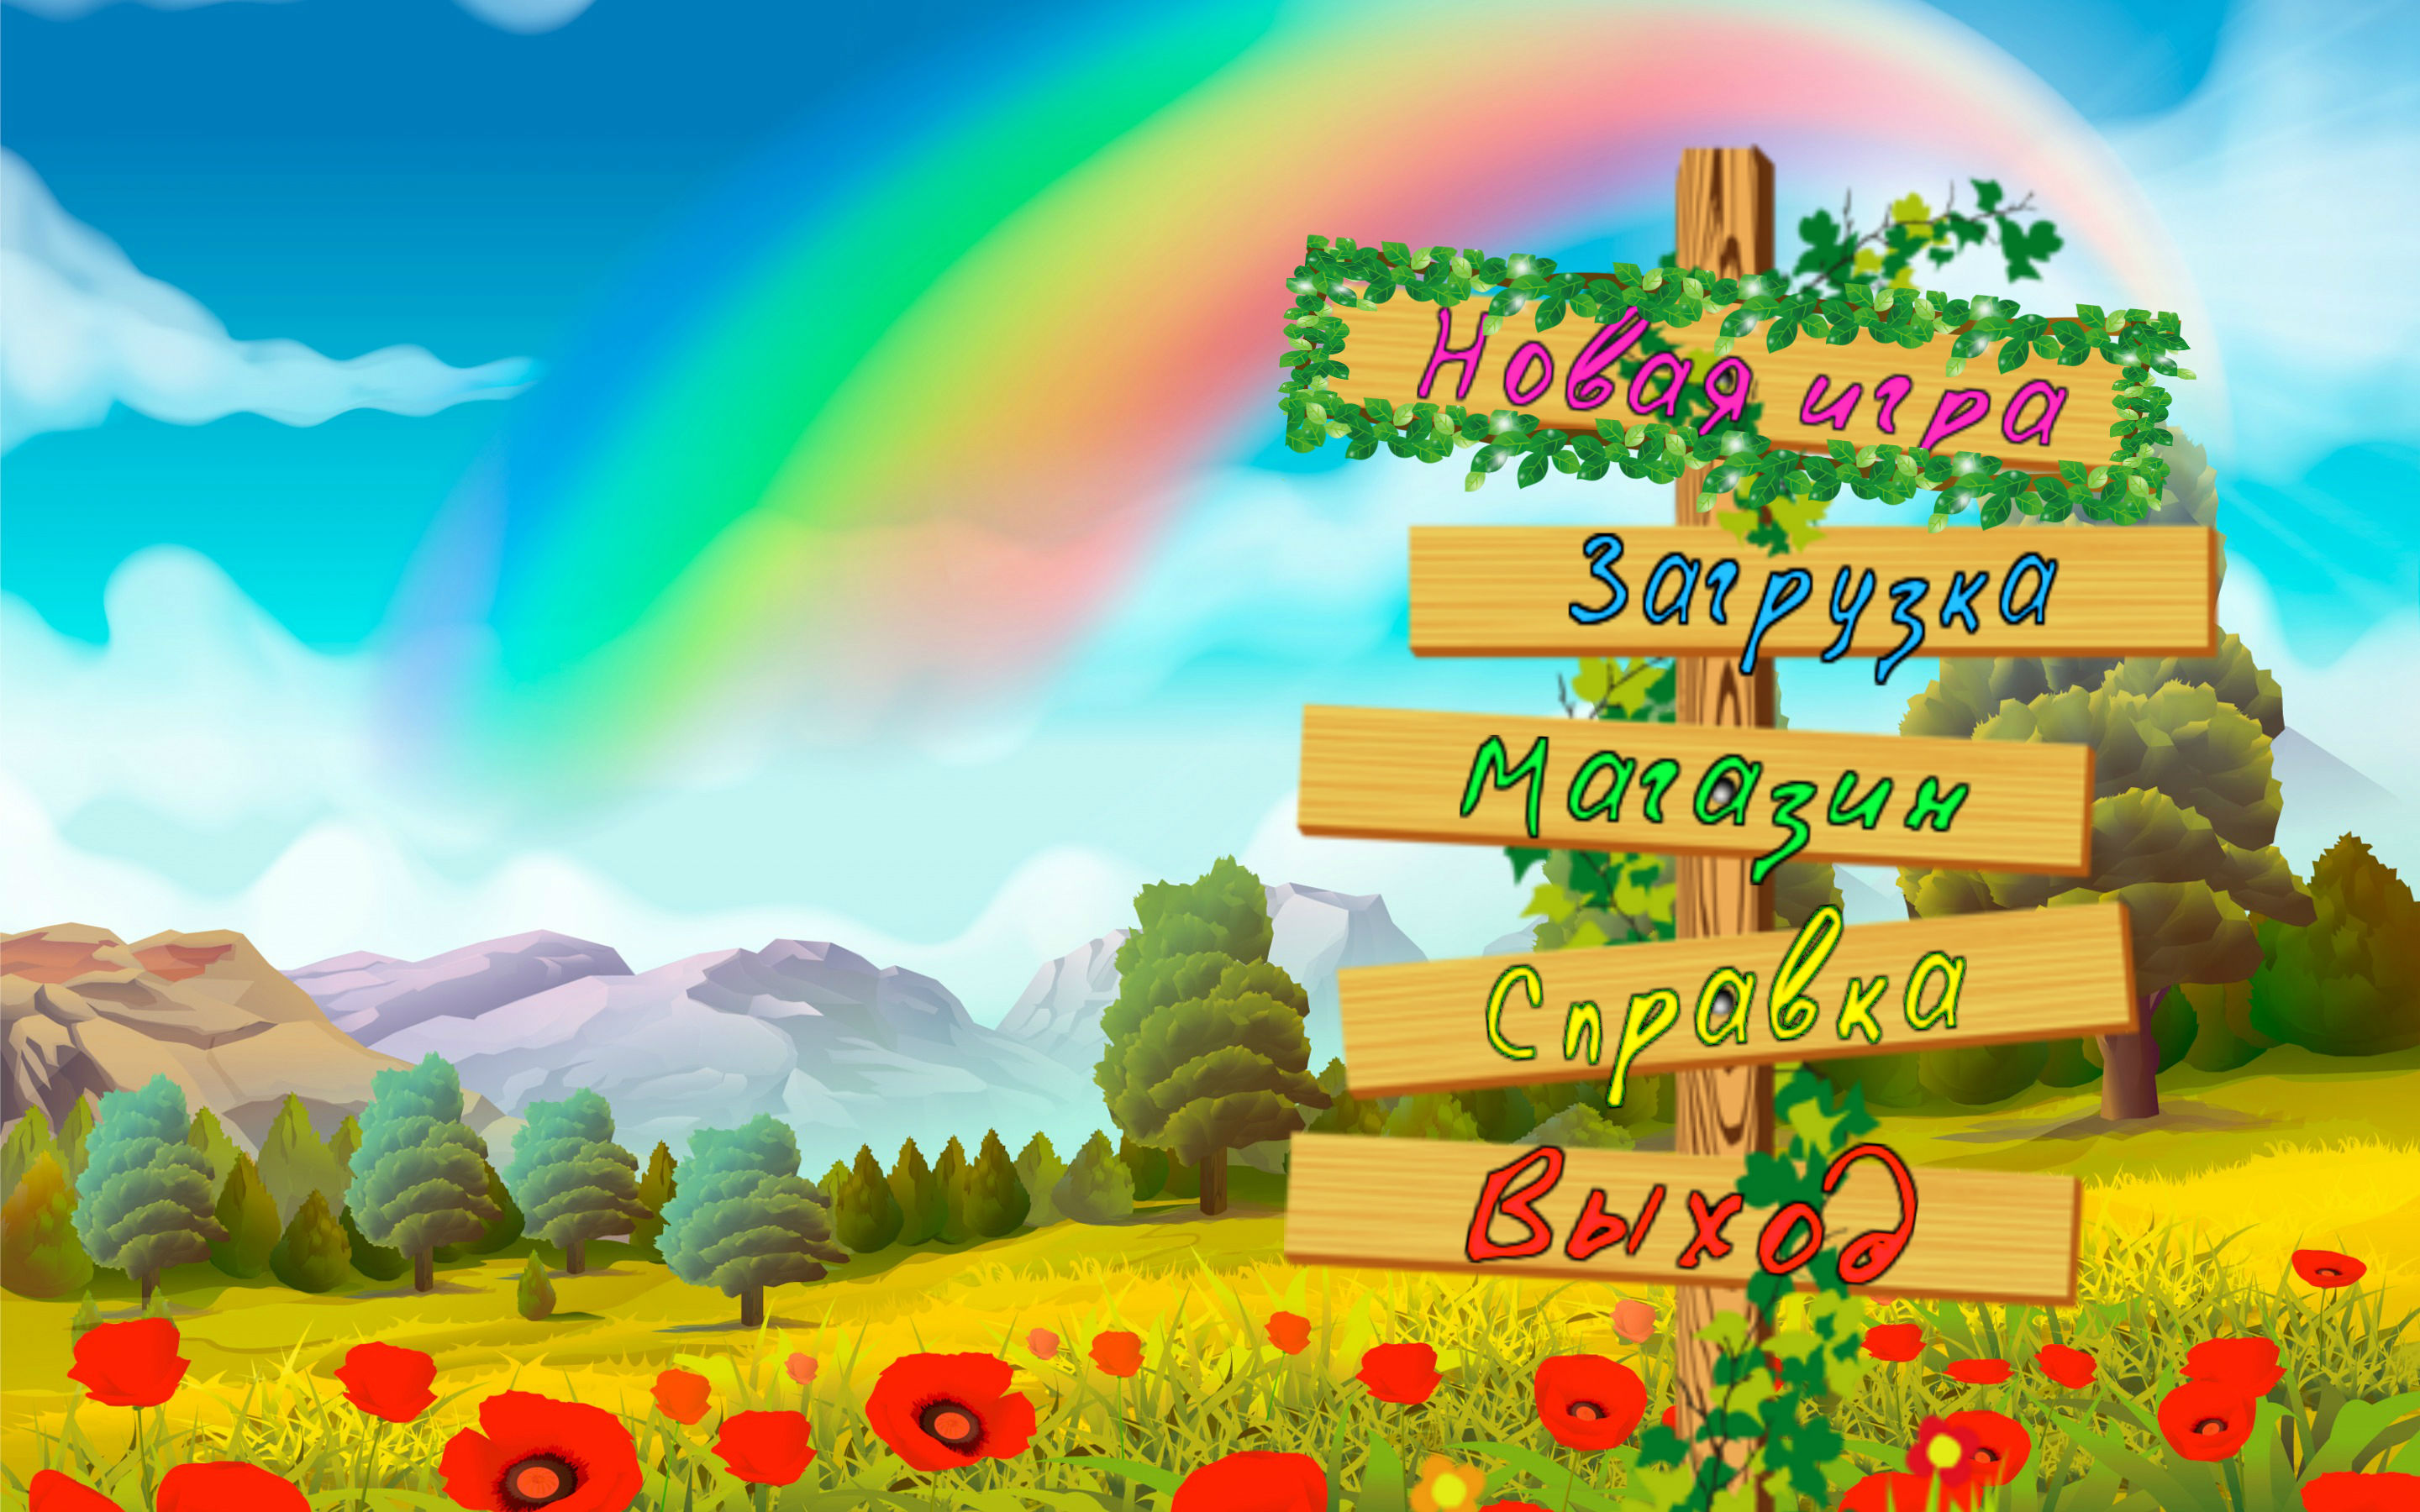 Новая игра
Загрузка
Магазин
Справка
Выход